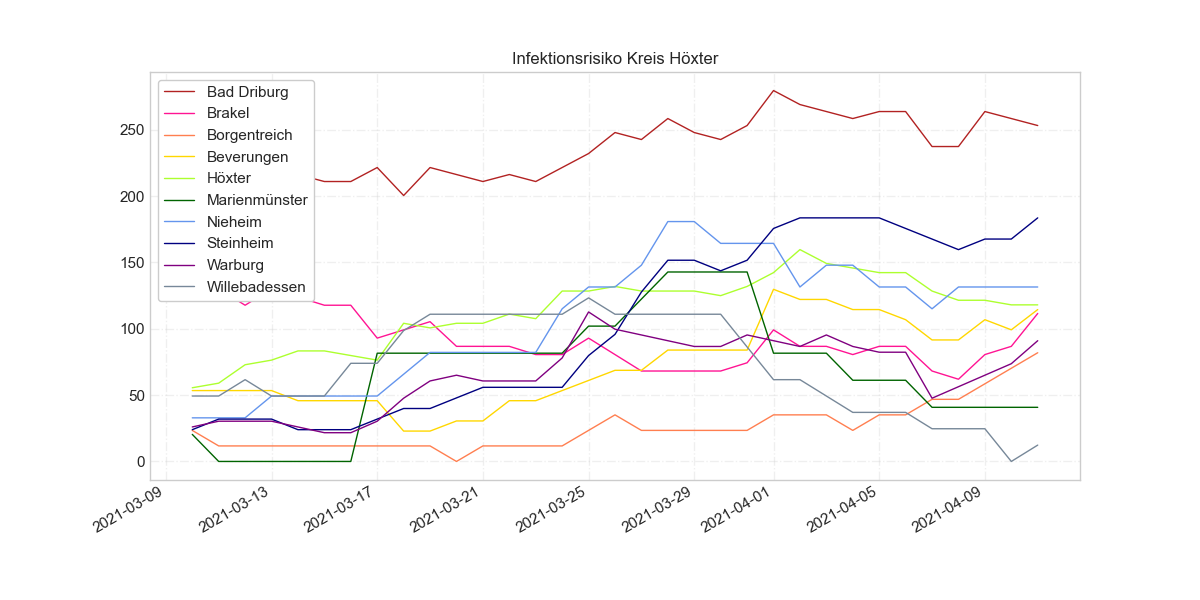 Infektionsrisiko Kreis Höxter
Bad Driburg
Brakel
Borgentreich
Beverungen
Höxter
Marienmünster
Nieheim
Steinheim
Warburg
Willebadessen
250
200
150
100
50
0
2021-03-09
2021-03-13
2021-03-17
2021-03-21
2021-03-25
2021-03-29
2021-04-01
2021-04-05
2021-04-09